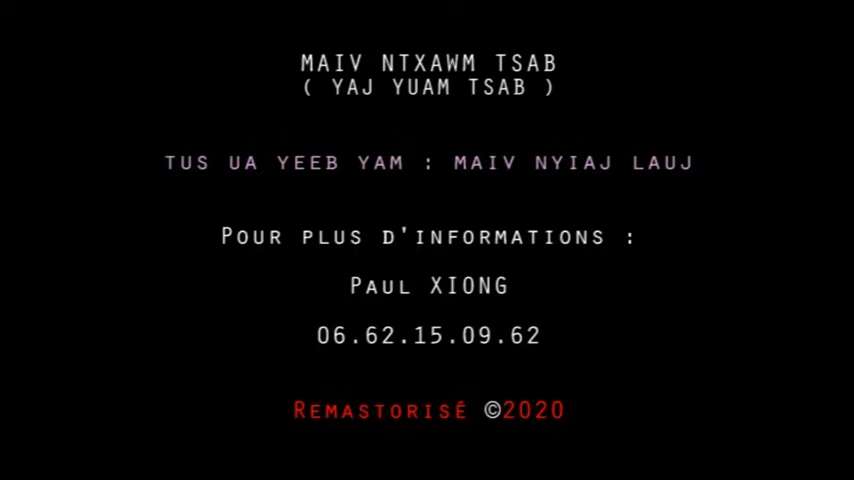 MAIV NTXAWM TSAB
( YAJ YUAM TSAB )
TUS UA YEEB YAM : MAIV NYIAJ LAUJ
POUR PLUS D'INFORMATIONS :
PAUL XIONG
06.62.15.09.62
REMASTORISÉ ©2020